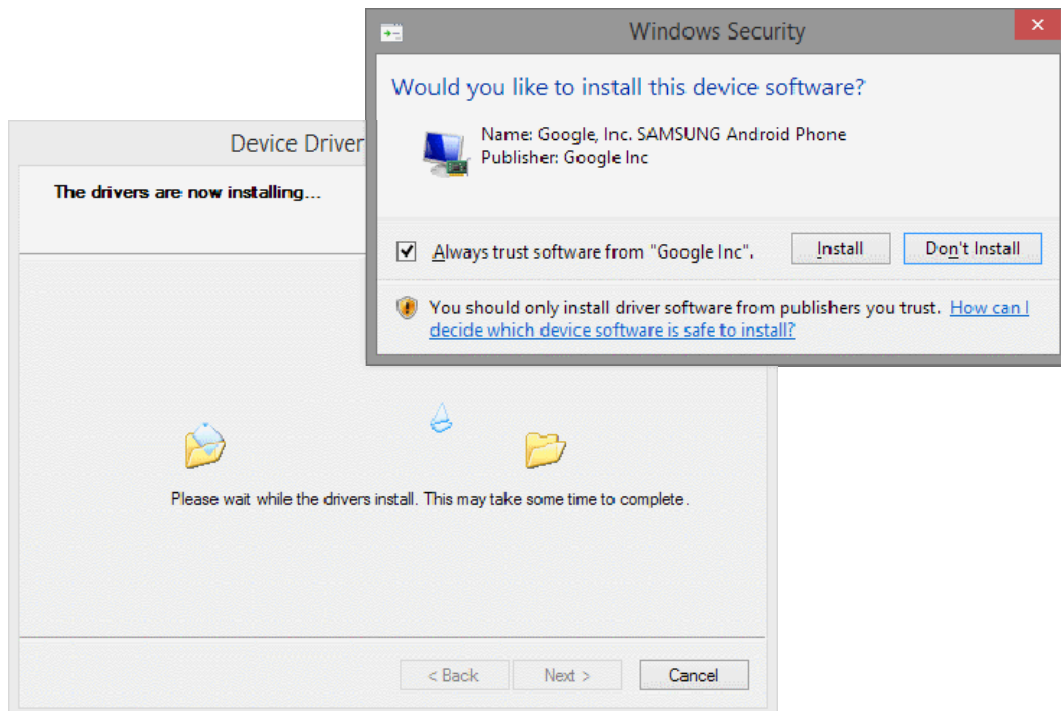 Windows Security
Would you like to install this device software?
Name: Google, Inc. SAMSUNG Android Phone
Publisher: Google Inc
Always trust software from "Google Inc".
Install
Don't Install
You should only install driver software from publishers you trust. How can I
decide which device software is safe to install?
Device Driver
The drivers are now installing...
Please wait while the drivers install. This may take some time to complete.
< Back
Next >
Cancel